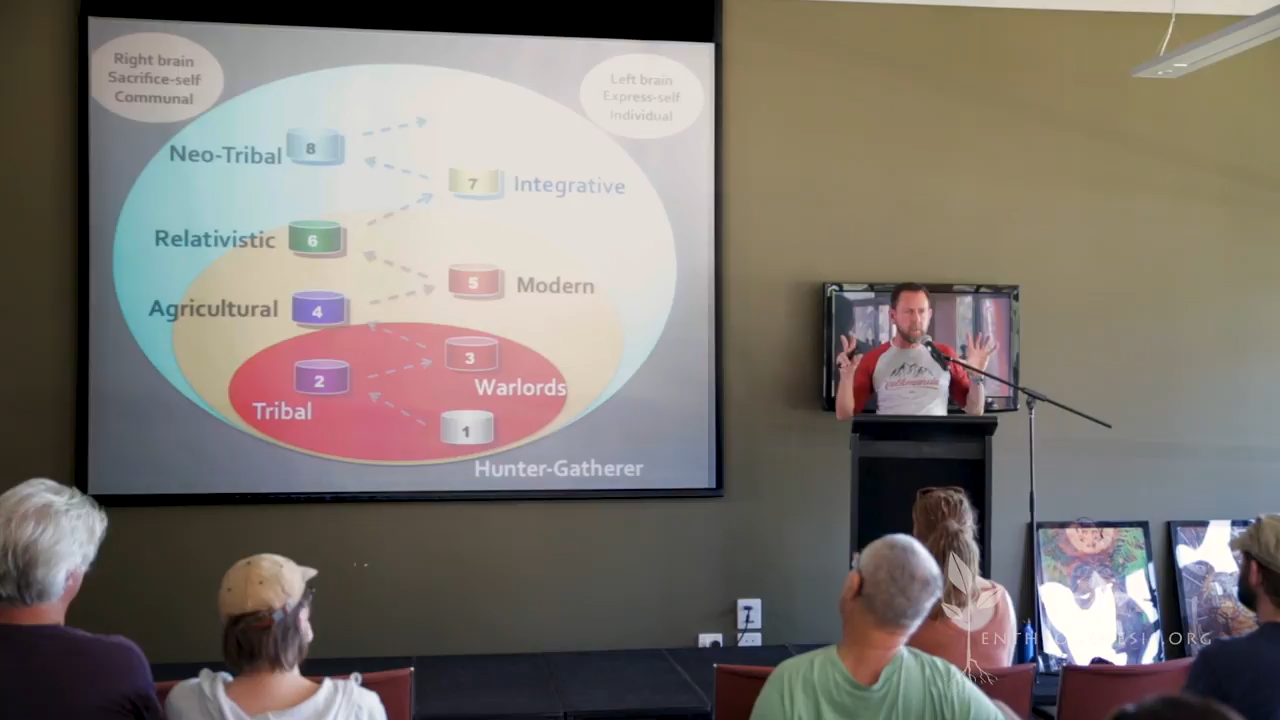 Right brain
Sacrifice-self
Communal
Left brain
Express-self
Individual
Neo-Tribal
8
7
Integrative
Relativistic
6
5
Modern
Agricultural
4
3
Warlords
2
Tribal
1
Hunter-Gatherer